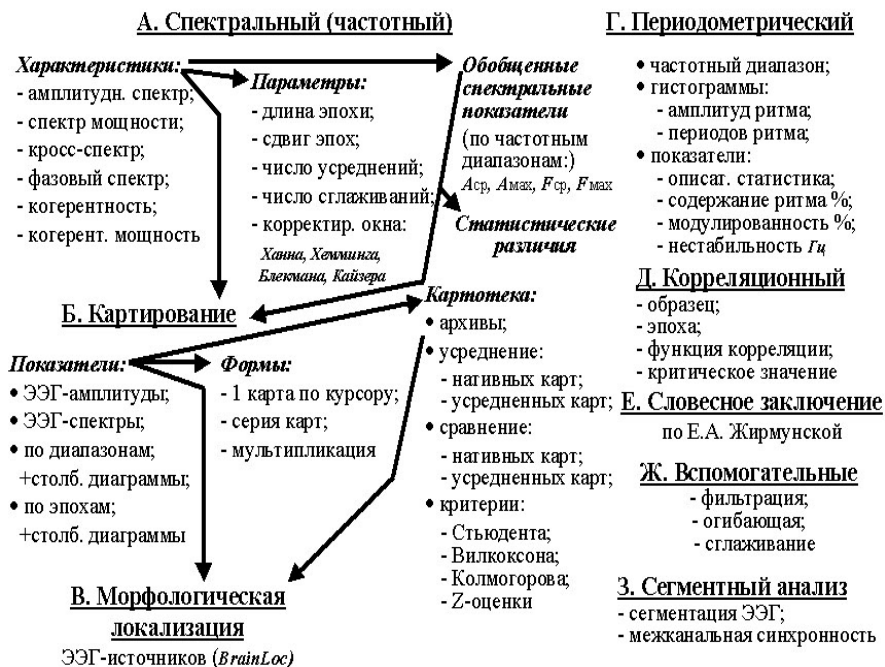 А. Спектральный (частотный)
Характеристики:
- амплитудн. спектр;
- спектр мощности;
- кросс-спектр;
- фазовый спектр;
- когерентность;
- когерент. мощность
Параметры:
- длина эпохи;
- сдвиг эпох;
- число усреднений;
- число сглаживаний;
- корректир. окна:
Ханна, Хемминга,
Блекмана, Кайзера
Обобщенные
спектральные
показатели
(по частотным
диапазонам:)
Aср, Aмах, Fср, Fмах
Статистические
различия
Б. Картирование
Показатели:
• ЭЭГ-амплитуды;
• ЭЭГ-спектры;
• по диапазонам;
+столб. диаграммы;
• по эпохам;
+столб. диаграммы
Формы:
- 1 карта по курсору;
- серия карт;
- мультипликация
Картотека:
• архивы;
• усреднение:
- нативных карт;
- усредненных карт;
• сравнение:
- нативных карт;
- усредненных карт;
• критерии:
- Стьюдента;
- Вилкоксона;
- Колмогорова;
- Z-оценки
В. Морфологическая
локализация
ЭЭГ-источников (BrainLoc)
Г. Периодометрический
• частотный диапазон;
• гистограммы:
- амплитуд ритма;
- периодов ритма;
• показатели:
- описат. статистика;
- содержание ритма %;
- модулированность %;
- нестабильность Гц
Д. Корреляционный
- образец;
- эпоха;
- функция корреляции;
- критическое значение
Е. Словесное заключение
по Е.А. Жирмунской
Ж. Вспомогательные
- фильтрация;
- огибающая;
- сглаживание
З. Сегментный анализ
- сегментация ЭЭГ;
- межканальная синхронность